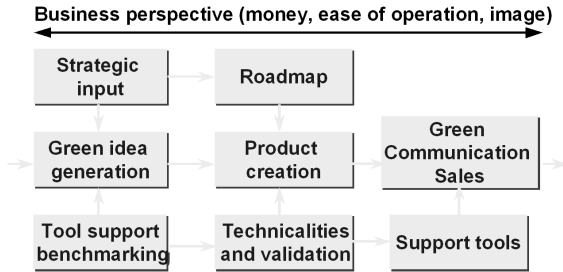 Business perspective (money, ease of operation, image)
Strategic
input
Roadmap
Green idea
generation
Product
creation
Green
Communication
Sales
Tool support
benchmarking
Technicalities
and validation
Support tools